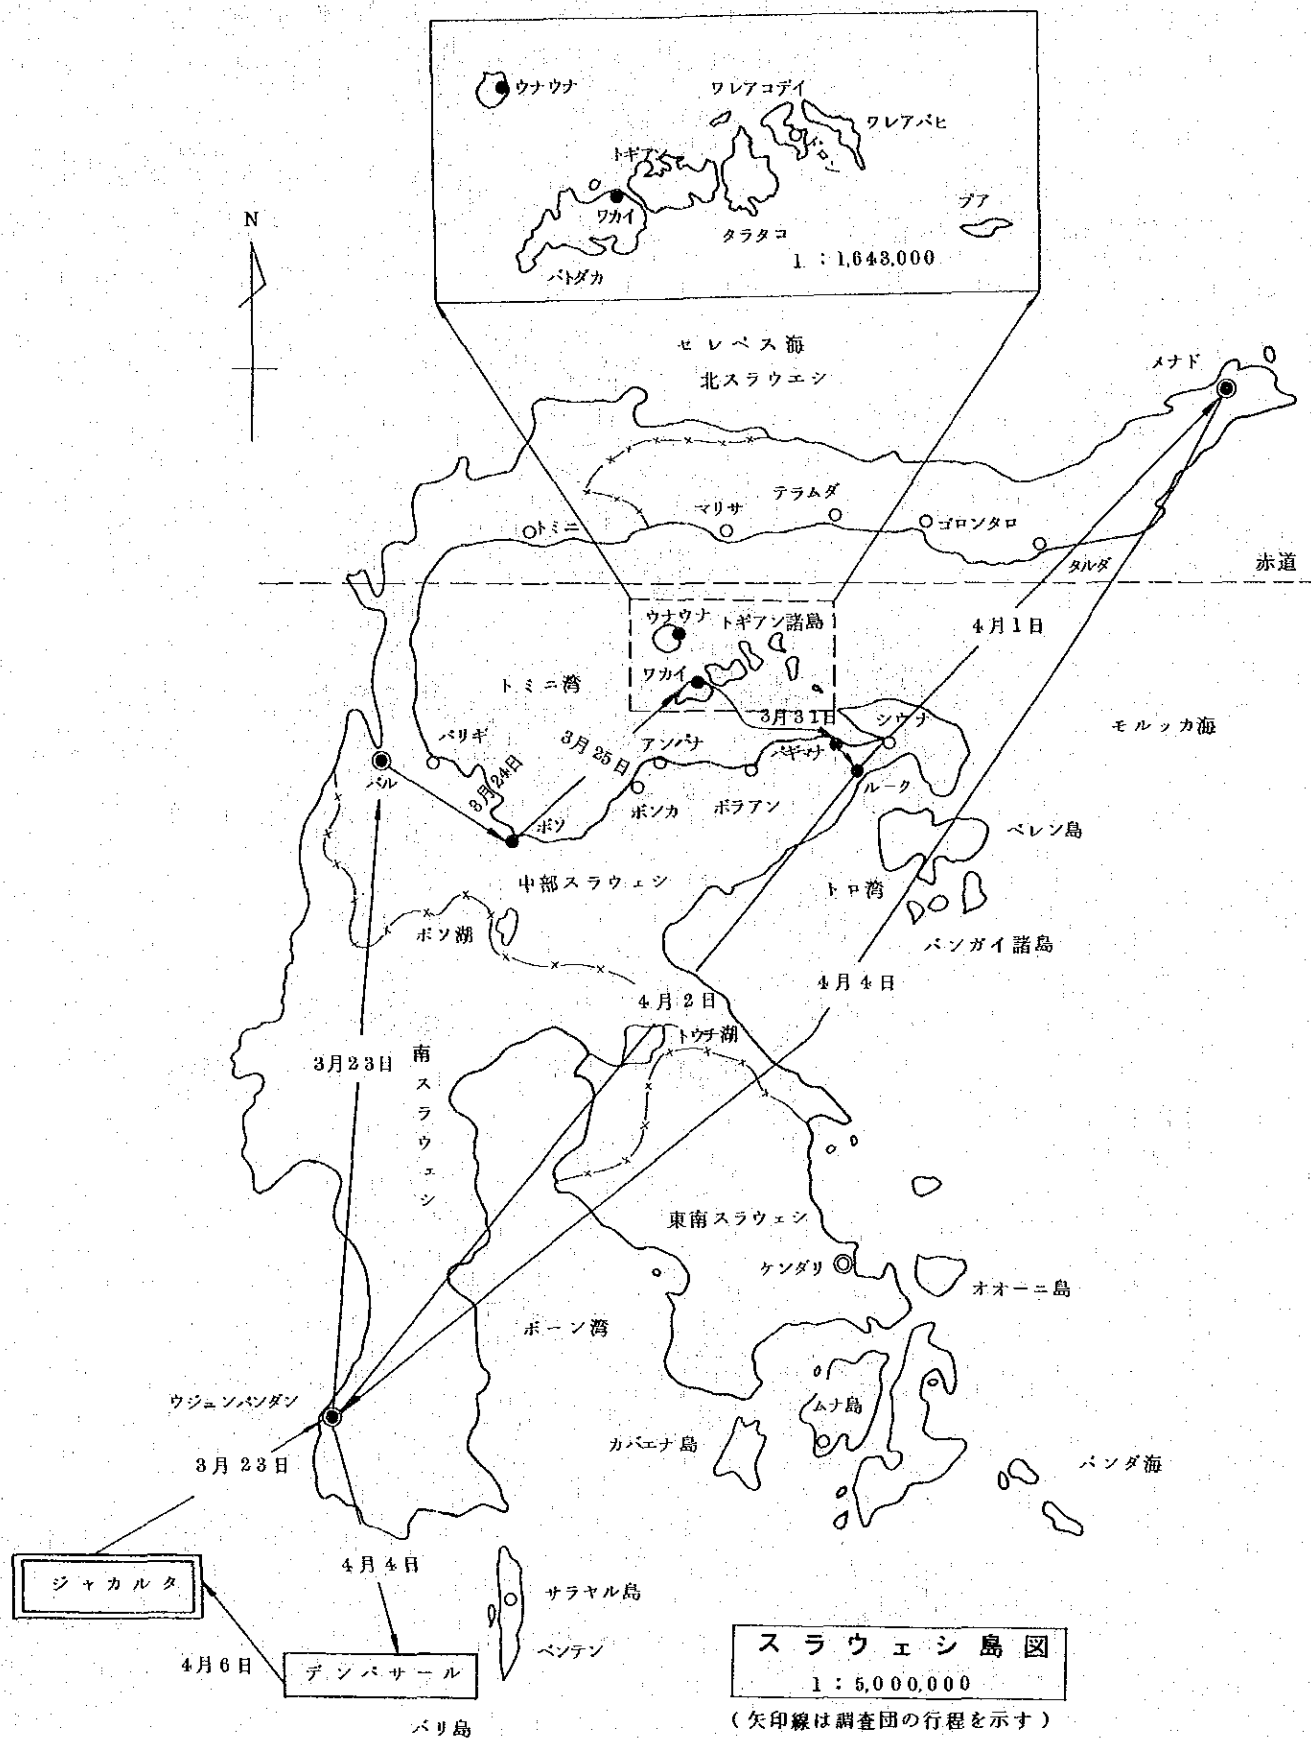 ウナウナ
ワレアコデイ
ワレアバヒ
トギアン
ドロン
ワカイ
プア
タラタコ
バトダカ
1 : 1,643,000
N
セレベス海
北スラウエシ
メナド
トミニ
マリサ
テラムダ
ゴロンタロ
タルダ
赤道
ウナウナ
トギアン諸島
ワカイ
4月1日
トミニ湾
3月31日
シウナ
モルッカ海
パリギ
3月25日
アンパナ
パギマナ
パル
3月24日
ポソ
ボンカ
ボラアン
ルーク
ペレン島
中部スラウェシ
トロ湾
ポソ湖
バンガイ諸島
4月4日
4月2日
トウチ湖
3月23日
南スラウェシ
東南スラウェシ
ケンダリ
オオーニ島
ボーン湾
ウジュンパンダン
ムナ島
カバエナ島
3月23日
バンダ海
4月4日
ジャカルタ
サラヤル島
ベンテン
4月6日
デンパサール
バリ島
スラウェシ島図
1 : 5,000,000
(矢印線は調査団の行程を示す)